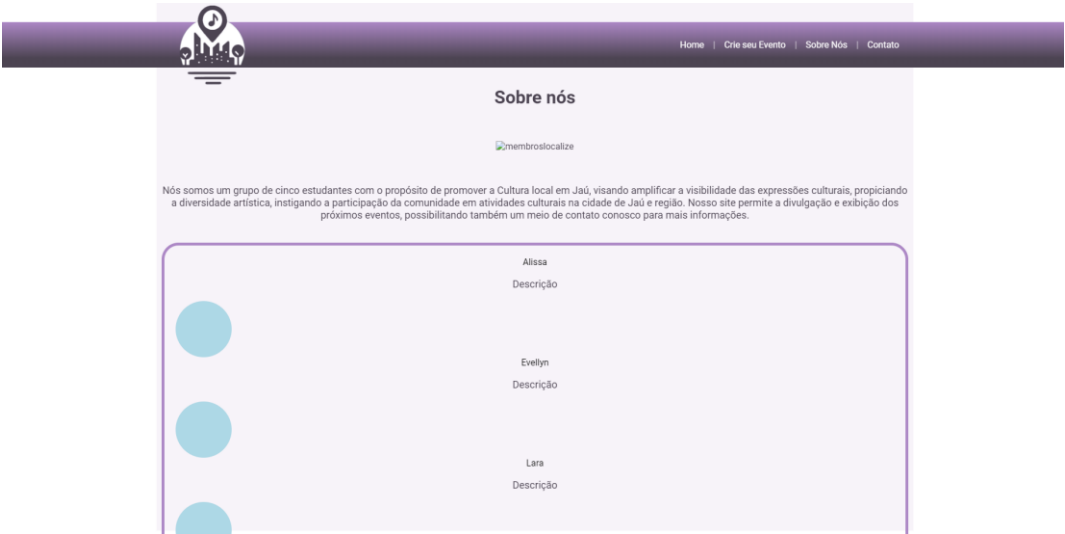 Home | Crie seu Evento | Sobre Nós | Contato
Sobre nós
membroslocalize
Nós somos um grupo de cinco estudantes com o propósito de promover a Cultura local em Jaú, visando amplificar a visibilidade das expressões culturais, propiciando
a diversidade artística, instigando a participação da comunidade em atividades culturais na cidade de Jaú e região. Nosso site permite a divulgação e exibição dos
próximos eventos, possibilitando também um meio de contato conosco para mais informações.
Alissa
Descrição
Evellyn
Descrição
Lara
Descrição